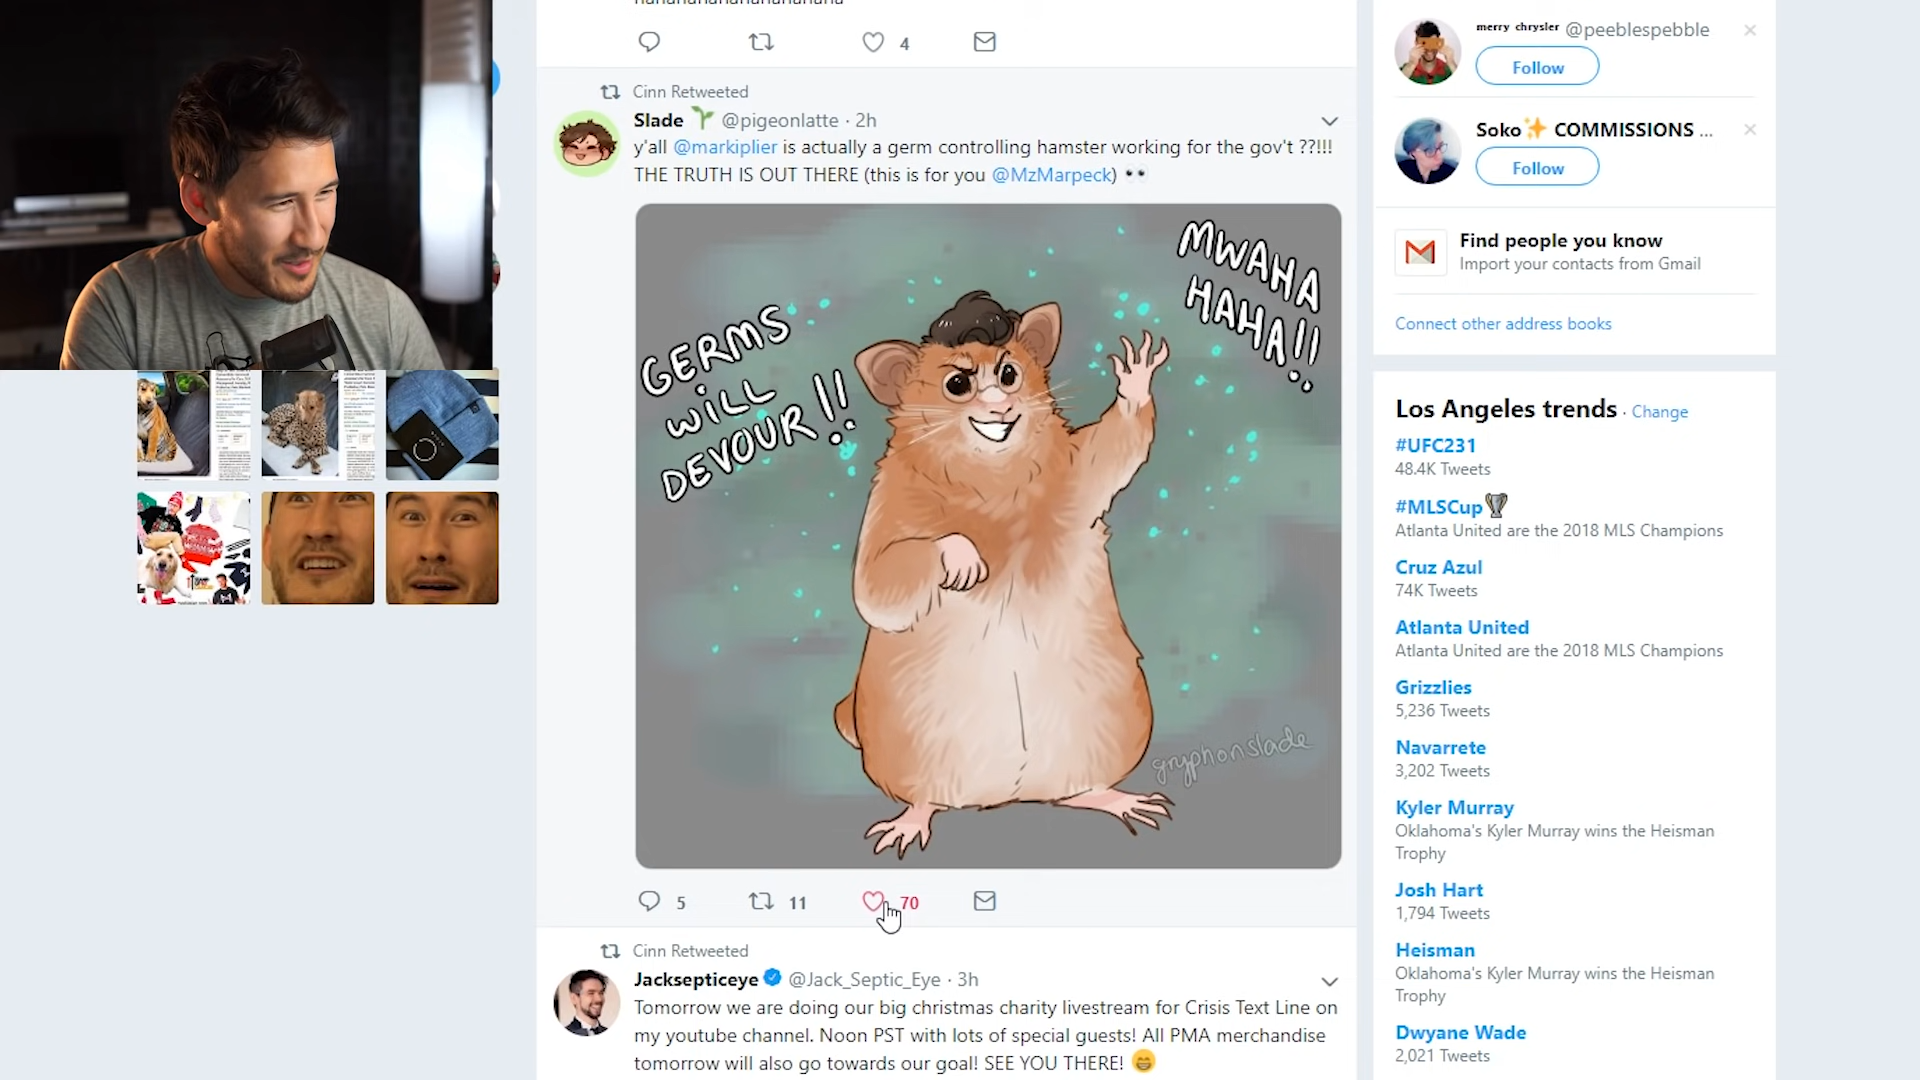 hahahahahahahahaha
4
Cinn Retweeted
Slade @pigeonlatte · 2h
y'all @markiplier is actually a germ controlling hamster working for the gov't ??!!!
THE TRUTH IS OUT THERE (this is for you @MzMarpeck)
GERMS
WILL
DEVOUR!!
MWAHA
HAHA!!
gryphonslade
5
11
70
Cinn Retweeted
Jacksepticeye @Jack_Septic_Eye · 3h
Tomorrow we are doing our big christmas charity livestream for Crisis Text Line on
my youtube channel. Noon PST with lots of special guests! All PMA merchandise
tomorrow will also go towards our goal! SEE YOU THERE!
merry chrysler @peeblespebble
Follow
Soko COMMISSIONS ...
Follow
Find people you know
Import your contacts from Gmail
Connect other address books
Los Angeles trends · Change
#UFC231
48.4K Tweets
#MLSCup
Atlanta United are the 2018 MLS Champions
Cruz Azul
74K Tweets
Atlanta United
Atlanta United are the 2018 MLS Champions
Grizzlies
5,236 Tweets
Navarrete
3,202 Tweets
Kyler Murray
Oklahoma's Kyler Murray wins the Heisman
Trophy
Josh Hart
1,794 Tweets
Heisman
Oklahoma's Kyler Murray wins the Heisman
Trophy
Dwyane Wade
2,021 Tweets